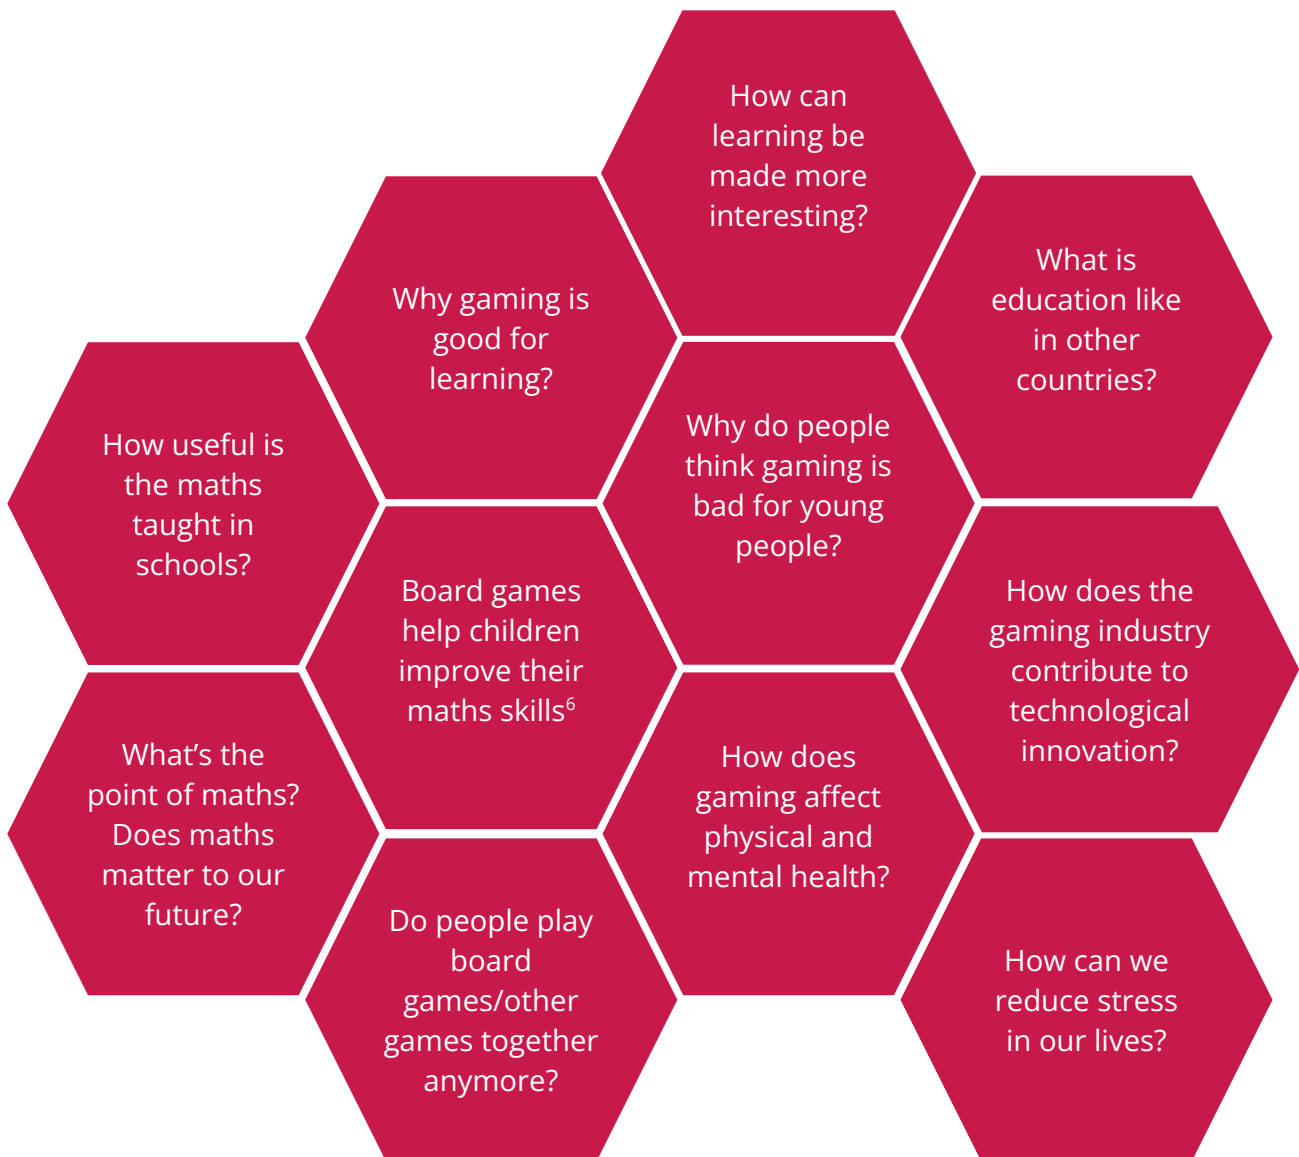 How can
learning be
made more
interesting?
What is
education like
in other
countries?
Why gaming is
good for
learning?
Why do people
think gaming is
bad for young
people?
How useful is
the maths
taught in
schools?
How does the
gaming industry
contribute to
technological
innovation?
Board games
help children
improve their
maths skills⁶
How does
gaming affect
physical and
mental health?
What’s the
point of maths?
Does maths
matter to our
future?
Do people play
board
games/other
games together
anymore?
How can we
reduce stress
in our lives?